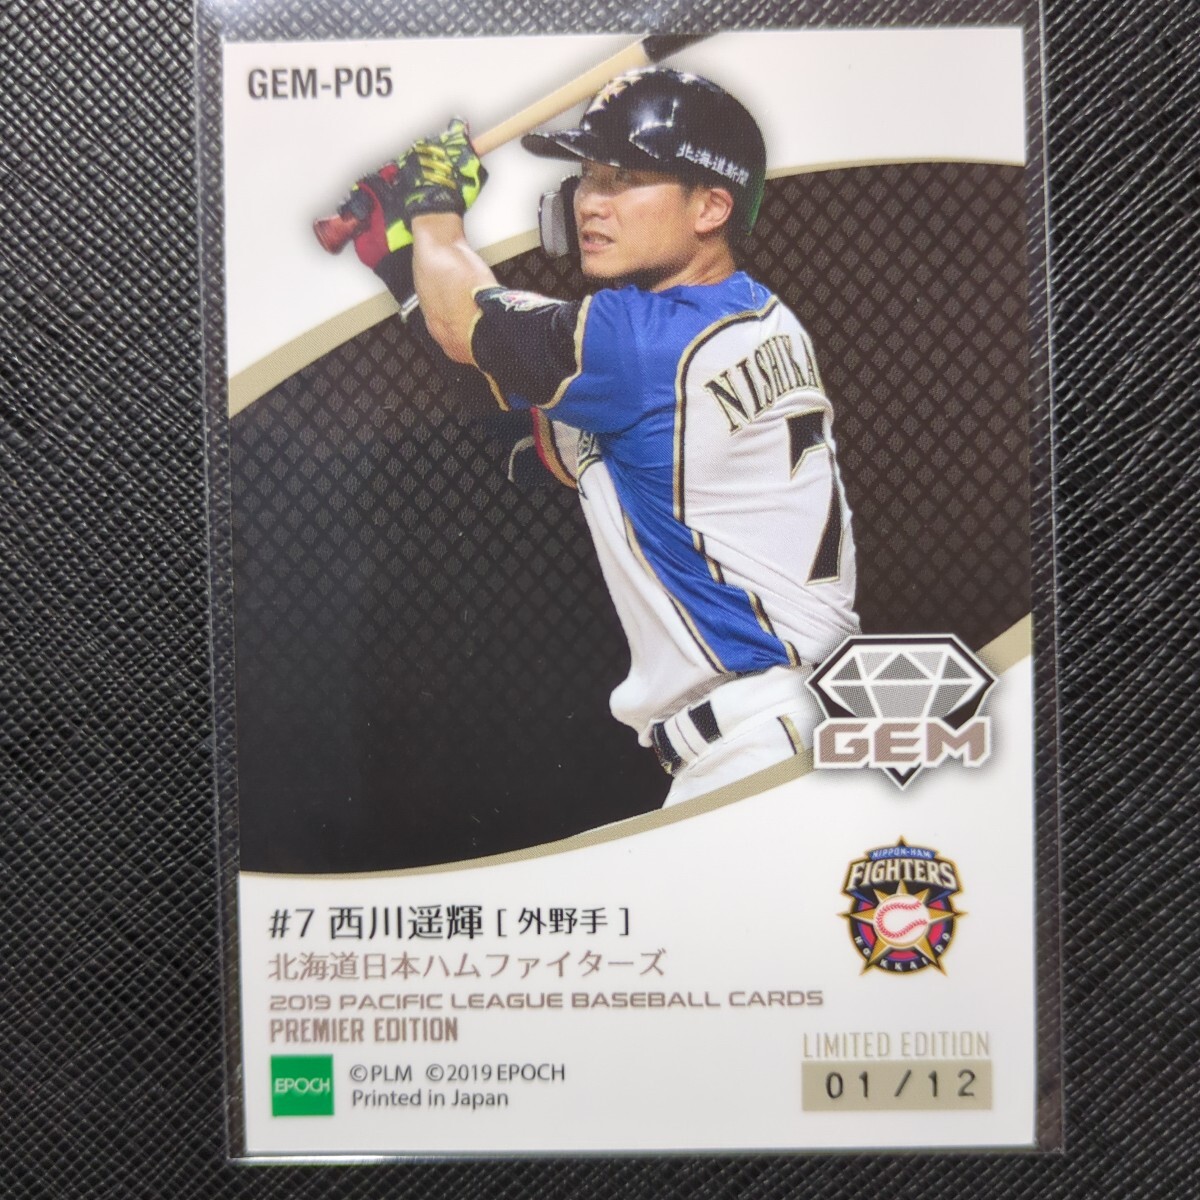 GEM-P05
北海道新聞
NISHIKA
7
GEM
NIPPON-HAM
FIGHTERS
HOKKAIDO
#7 西川遥輝 [ 外野手 ]
北海道日本ハムファイターズ
2019 PACIFIC LEAGUE BASEBALL CARDS
PREMIER EDITION
LIMITED EDITION
01/12
EPOCH
©PLM ©2019 EPOCH
Printed in Japan